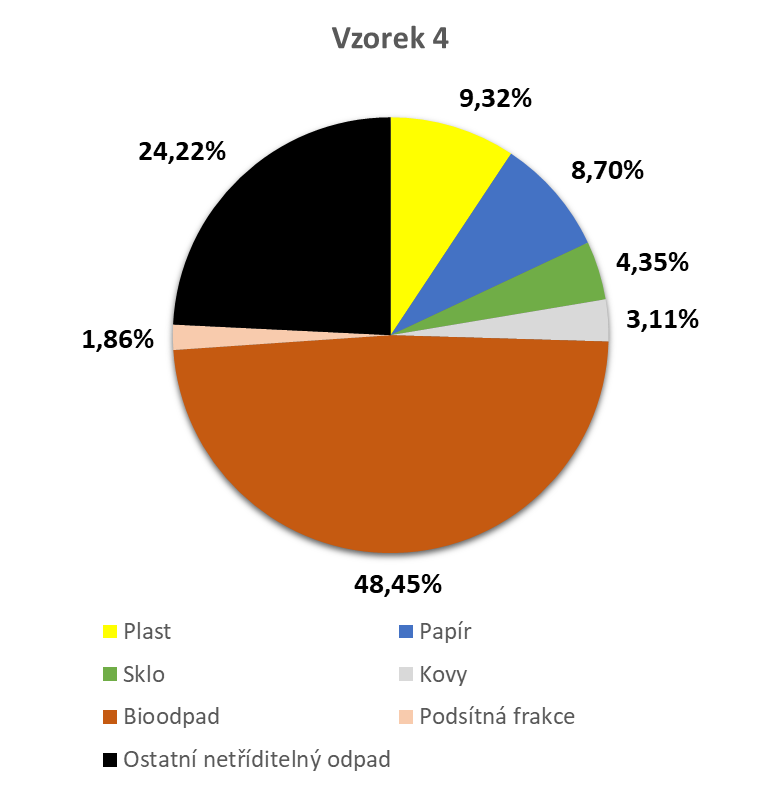 Vzorek 4
9,32%
24,22%
8,70%
4,35%
3,11%
1,86%
48,45%
Plast
Papír
Sklo
Kovy
Bioodpad
Podsítná frakce
Ostatní netříditelný odpad